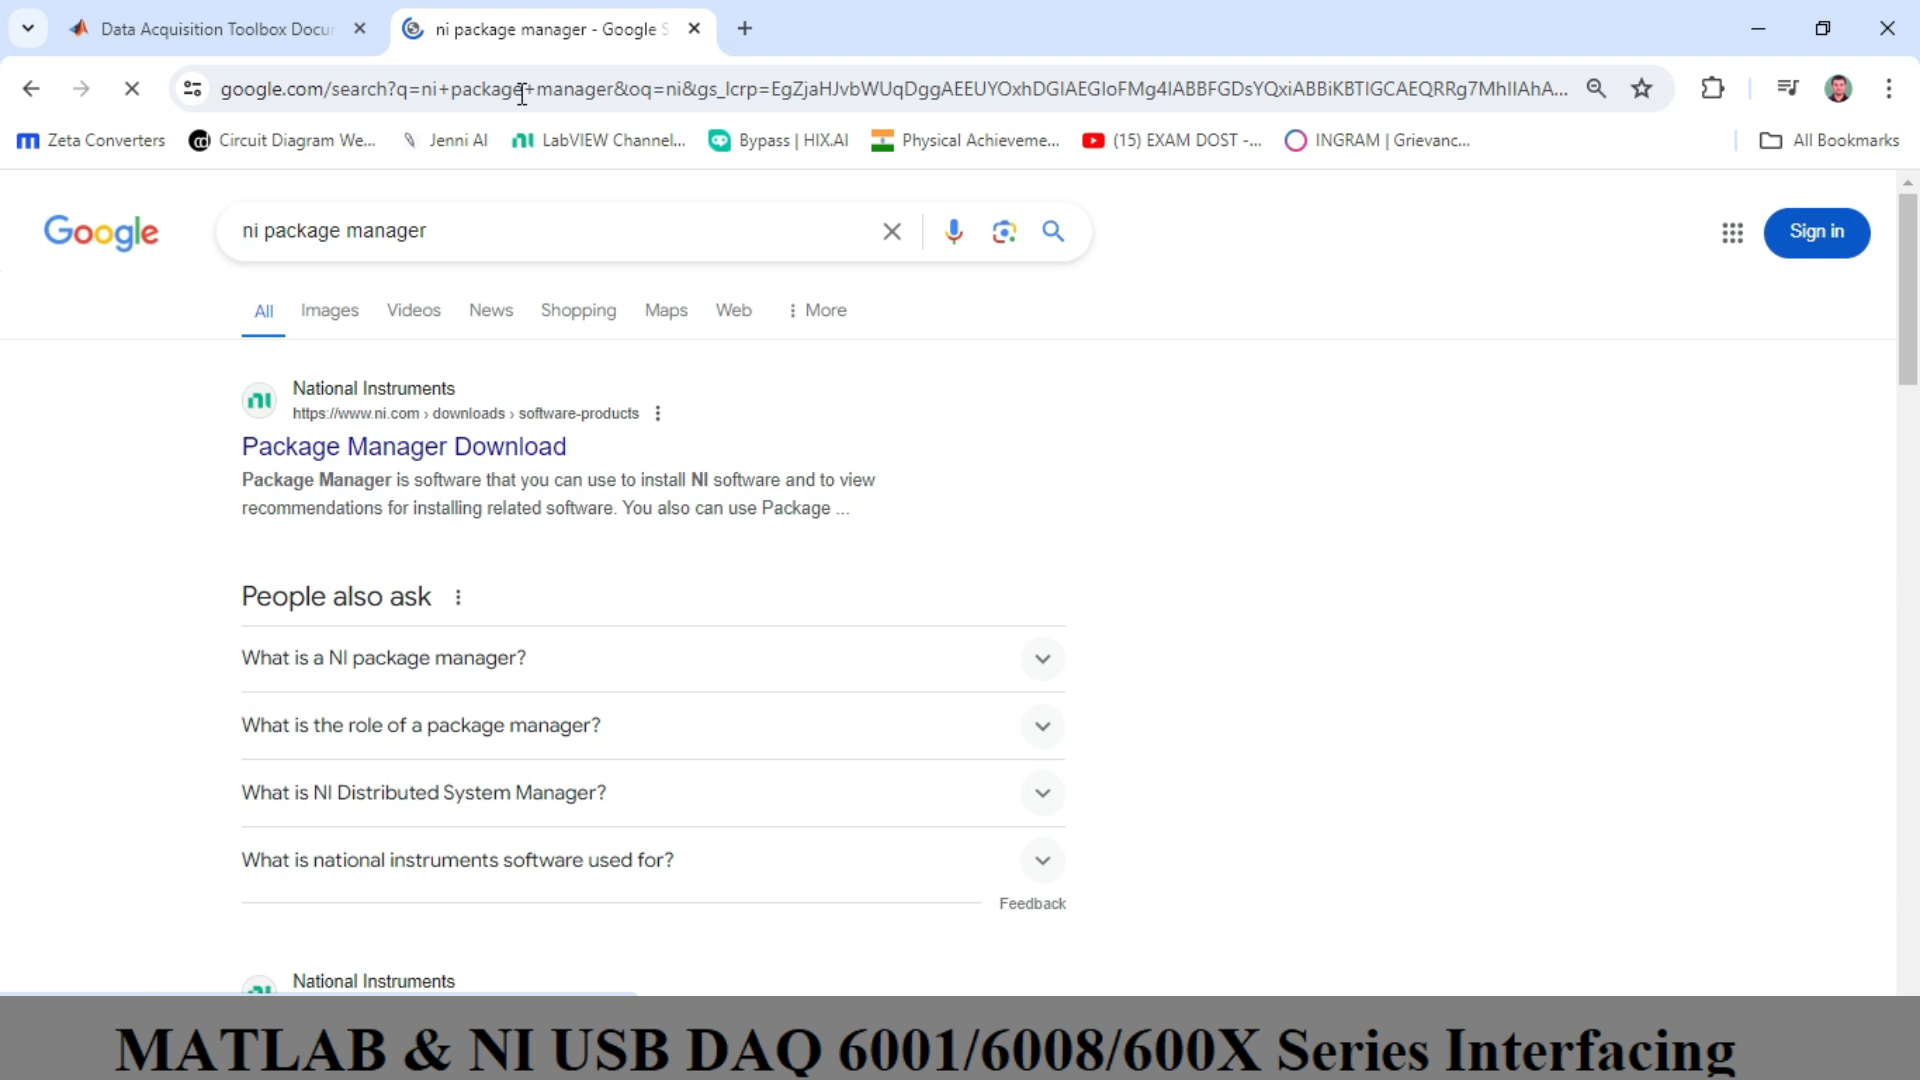 Data Acquisition Toolbox Docu
ni package manager - Google S
google.com/search?q=ni+package+manager&oq=ni&gs_lcrp=EgZjaHJvbWUqDggAEEUYOxhDGIAEGIoFMg4IABBFGDsYQxiABBiKBTIGCAEQRRg7MhIIAhA...
Zeta Converters
Circuit Diagram We...
Jenni AI
LabVIEW Channel...
Bypass | HIX.AI
Physical Achieveme...
(15) EXAM DOST -...
INGRAM | Grievanc...
All Bookmarks
Google
ni package manager
Sign in
All
Images
Videos
News
Shopping
Maps
Web
More
National Instruments
https://www.ni.com › downloads › software-products
Package Manager Download
Package Manager is software that you can use to install NI software and to view
recommendations for installing related software. You also can use Package ...
People also ask
What is a NI package manager?
What is the role of a package manager?
What is NI Distributed System Manager?
What is national instruments software used for?
Feedback
National Instruments
MATLAB & NI USB DAQ 6001/6008/600X Series Interfacing